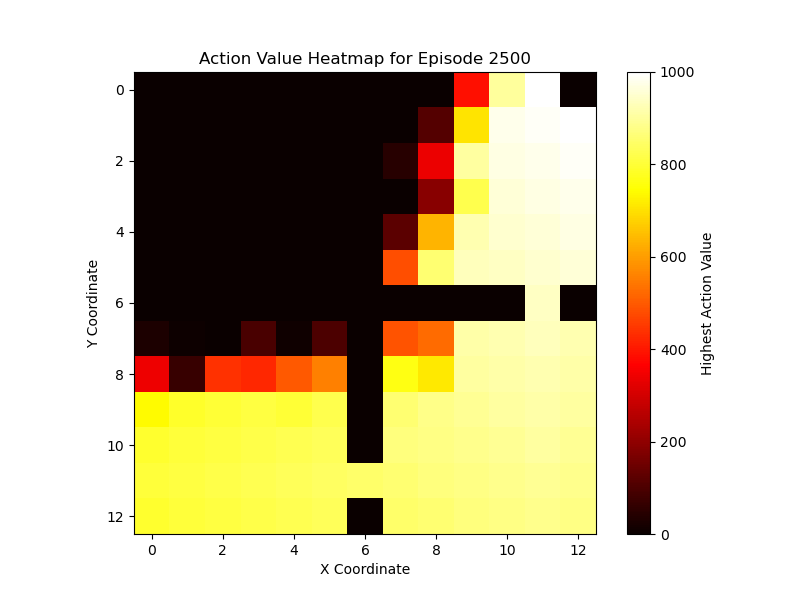 Action Value Heatmap for Episode 2500
0
2
4
6
8
10
12
Y Coordinate
0 2 4 6 8 10 12
X Coordinate
1000
800
600
400
200
0
Highest Action Value